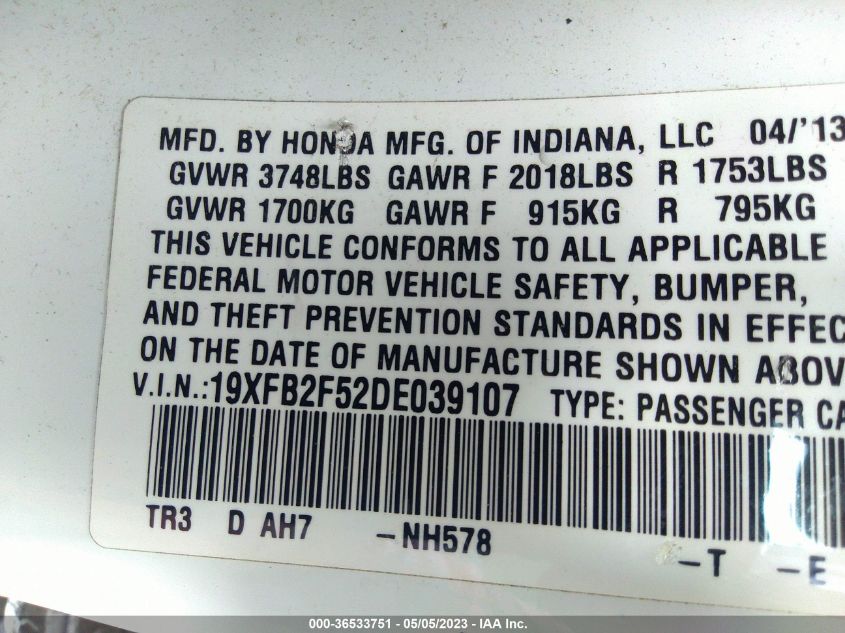 MFD. BY HONDA MFG. OF INDIANA, LLC 04/'13
GVWR 3748LBS GAWR F 2018LBS R 1753LBS
GVWR 1700KG GAWR F 915KG R 795KG
THIS VEHICLE CONFORMS TO ALL APPLICABLE
FEDERAL MOTOR VEHICLE SAFETY, BUMPER,
AND THEFT PREVENTION STANDARDS IN EFFEC
ON THE DATE OF MANUFACTURE SHOWN ABOV
V.I.N.:19XFB2F52DE039107 TYPE: PASSENGER CA
TR3 D AH7 -NH578 -T -E
000-36533751 — 05/05/2023 — IAA Inc.